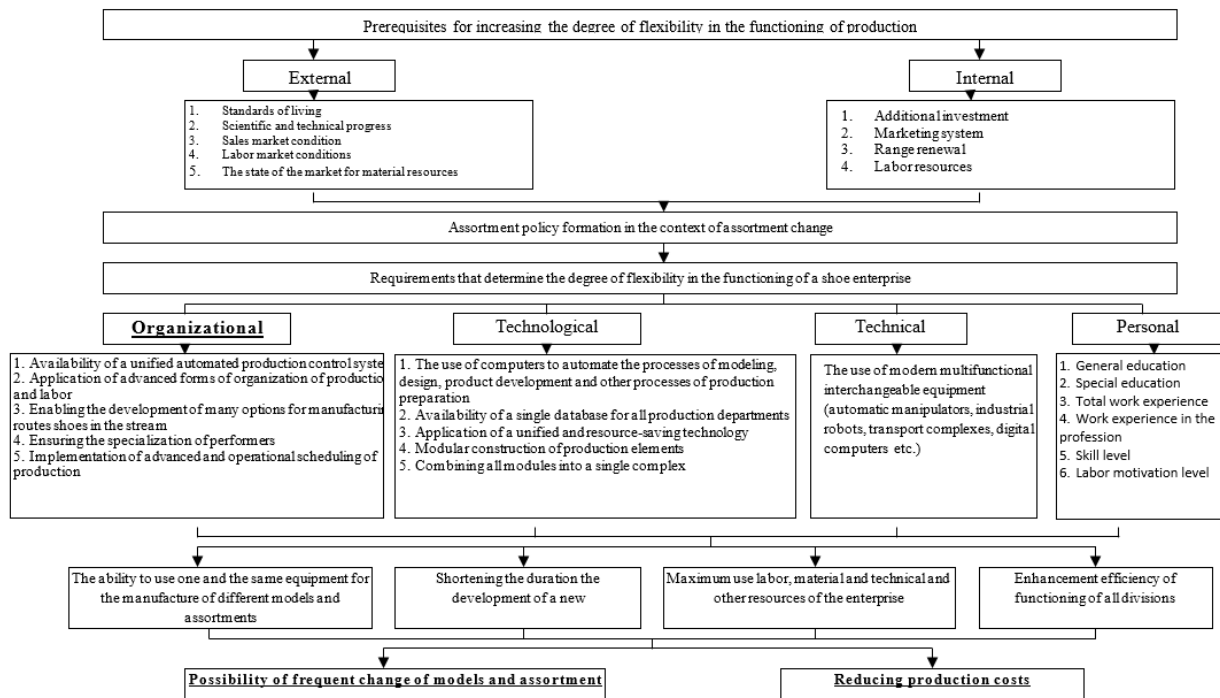 Prerequisites for increasing the degree of flexibility in the functioning of production
External
Internal
1. Standards of living
2. Scientific and technical progress
3. Sales market condition
4. Labor market conditions
5. The state of the market for material resources
1. Additional investment
2. Marketing system
3. Range renewal
4. Labor resources
Assortment policy formation in the context of assortment change
Requirements that determine the degree of flexibility in the functioning of a shoe enterprise
Organizational
Technological
Technical
Personal
1. Availability of a unified automated production control syste
2. Application of advanced forms of organization of productio
and labor
3. Enabling the development of many options for manufacturi
routes shoes in the stream
4. Ensuring the specialization of performers
5. Implementation of advanced and operational scheduling of
production
1. The use of computers to automate the processes of modeling,
design, product development and other processes of production
preparation
2. Availability of a single database for all production departments
3. Application of a unified and resource-saving technology
4. Modular construction of production elements
5. Combining all modules into a single complex
The use of modern multifunctional
interchangeable equipment
(automatic manipulators, industrial
robots, transport complexes, digital
computers etc.)
1. General education
2. Special education
3. Total work experience
4. Work experience in the
profession
5. Skill level
6. Labor motivation level
The ability to use one and the same equipment for
the manufacture of different models and
assortments
Shortening the duration the
development of a new
Maximum use labor, material and technical and
other resources of the enterprise
Enhancement efficiency of
functioning of all divisions
Possibility of frequent change of models and assortment
Reducing production costs